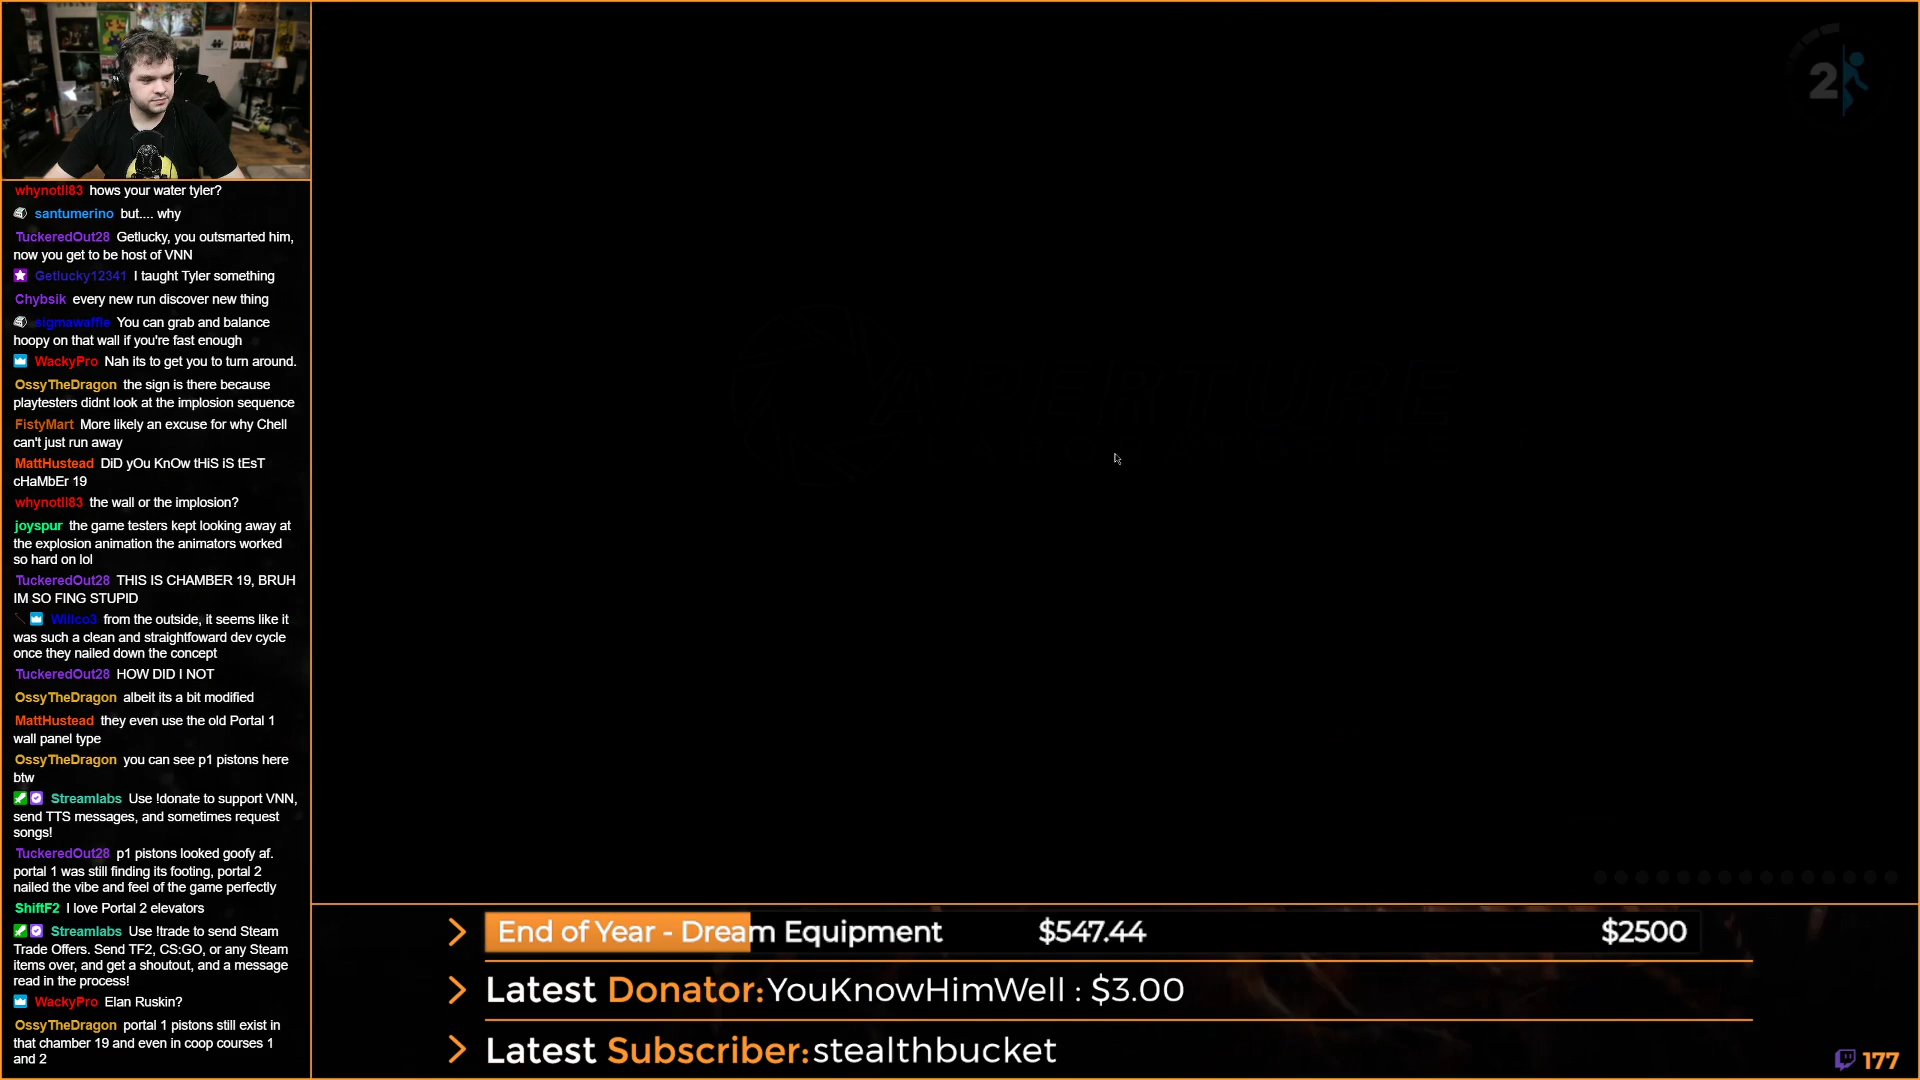 whynotll83 hows your water tyler?
santumerino but.... why
TuckeredOut28 Getlucky, you outsmarted him,
now you get to be host of VNN
Getlucky12341 I taught Tyler something
Chybsik every new run discover new thing
sigmawaffle You can grab and balance
hoopy on that wall if you're fast enough
WackyPro Nah its to get you to turn around.
OssyTheDragon the sign is there because
playtesters didnt look at the implosion sequence
FistyMart More likely an excuse for why Chell
can't just run away
MattHustead DiD yOu KnOw tHiS iS tEsT
cHaMbEr 19
whynotll83 the wall or the implosion?
joyspur the game testers kept looking away at
the explosion animation the animators worked
so hard on lol
TuckeredOut28 THIS IS CHAMBER 19, BRUH
IM SO FING STUPID
Willco3 from the outside, it seems like it
was such a clean and straightfoward dev cycle
once they nailed down the concept
TuckeredOut28 HOW DID I NOT
OssyTheDragon albeit its a bit modified
MattHustead they even use the old Portal 1
wall panel type
OssyTheDragon you can see p1 pistons here
btw
Streamlabs Use !donate to support VNN,
send TTS messages, and sometimes request
songs!
TuckeredOut28 p1 pistons looked goofy af.
portal 1 was still finding its footing, portal 2
nailed the vibe and feel of the game perfectly
ShiftF2 I love Portal 2 elevators
Streamlabs Use !trade to send Steam
Trade Offers. Send TF2, CS:GO, or any Steam
items over, and get a shoutout, and a message
read in the process!
WackyPro Elan Ruskin?
OssyTheDragon portal 1 pistons still exist in
that chamber 19 and even in coop courses 1
and 2
2
APERTURE
End of Year - Dream Equipment $547.44 $2500
Latest Donator:YouKnowHimWell : $3.00
Latest Subscriber:stealthbucket
177